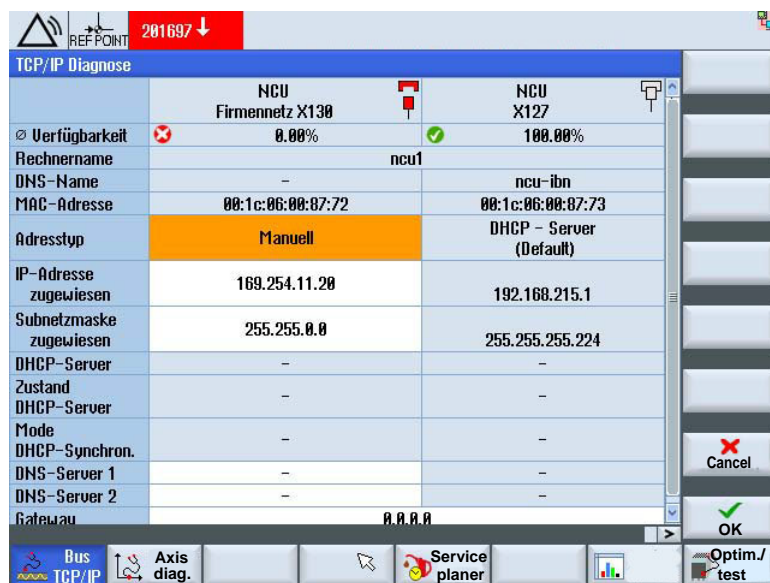 REF POINT
201697
TCP/IP Diagnose
NCU
Firmennetz X130
NCU
X127
Ø Verfügbarkeit 0.00% 100.00%
Rechnername ncu1
DNS-Name - ncu-ibn
MAC-Adresse 00:1c:06:00:87:72 00:1c:06:00:87:73
Adresstyp Manuell DHCP - Server
(Default)
IP-Adresse
zugewiesen 169.254.11.20 192.168.215.1
Subnetzmaske
zugewiesen 255.255.0.0 255.255.255.224
DHCP-Server - -
Zustand
DHCP-Server - -
Mode
DHCP-Synchron. - -
DNS-Server 1 - -
DNS-Server 2 - -
Gateway 0.0.0.0
Cancel
OK
Bus
TCP/IP
Axis
diag.
Service
planer
Optim./
test